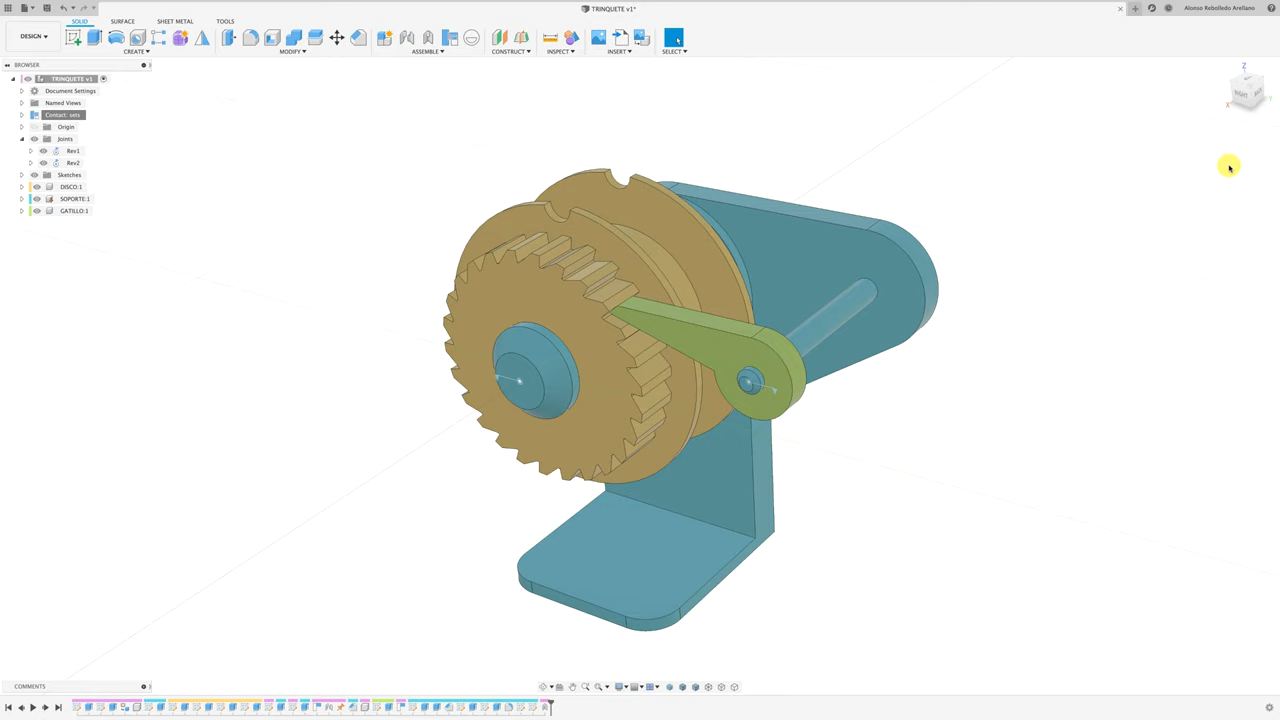 TRINQUETE v1*
Alonso Rebolledo Arellano
DESIGN
SOLID
SURFACE
SHEET METAL
TOOLS
CREATE
MODIFY
ASSEMBLE
CONSTRUCT
INSPECT
INSERT
SELECT
BROWSER
TRINQUETE v1
Document Settings
Named Views
Contact: sets
Origin
Joints
Rev1
Rev2
Sketches
DISCO:1
SOPORTE:1
GATILLO:1
Z
RIGHT
X
Y
COMMENTS